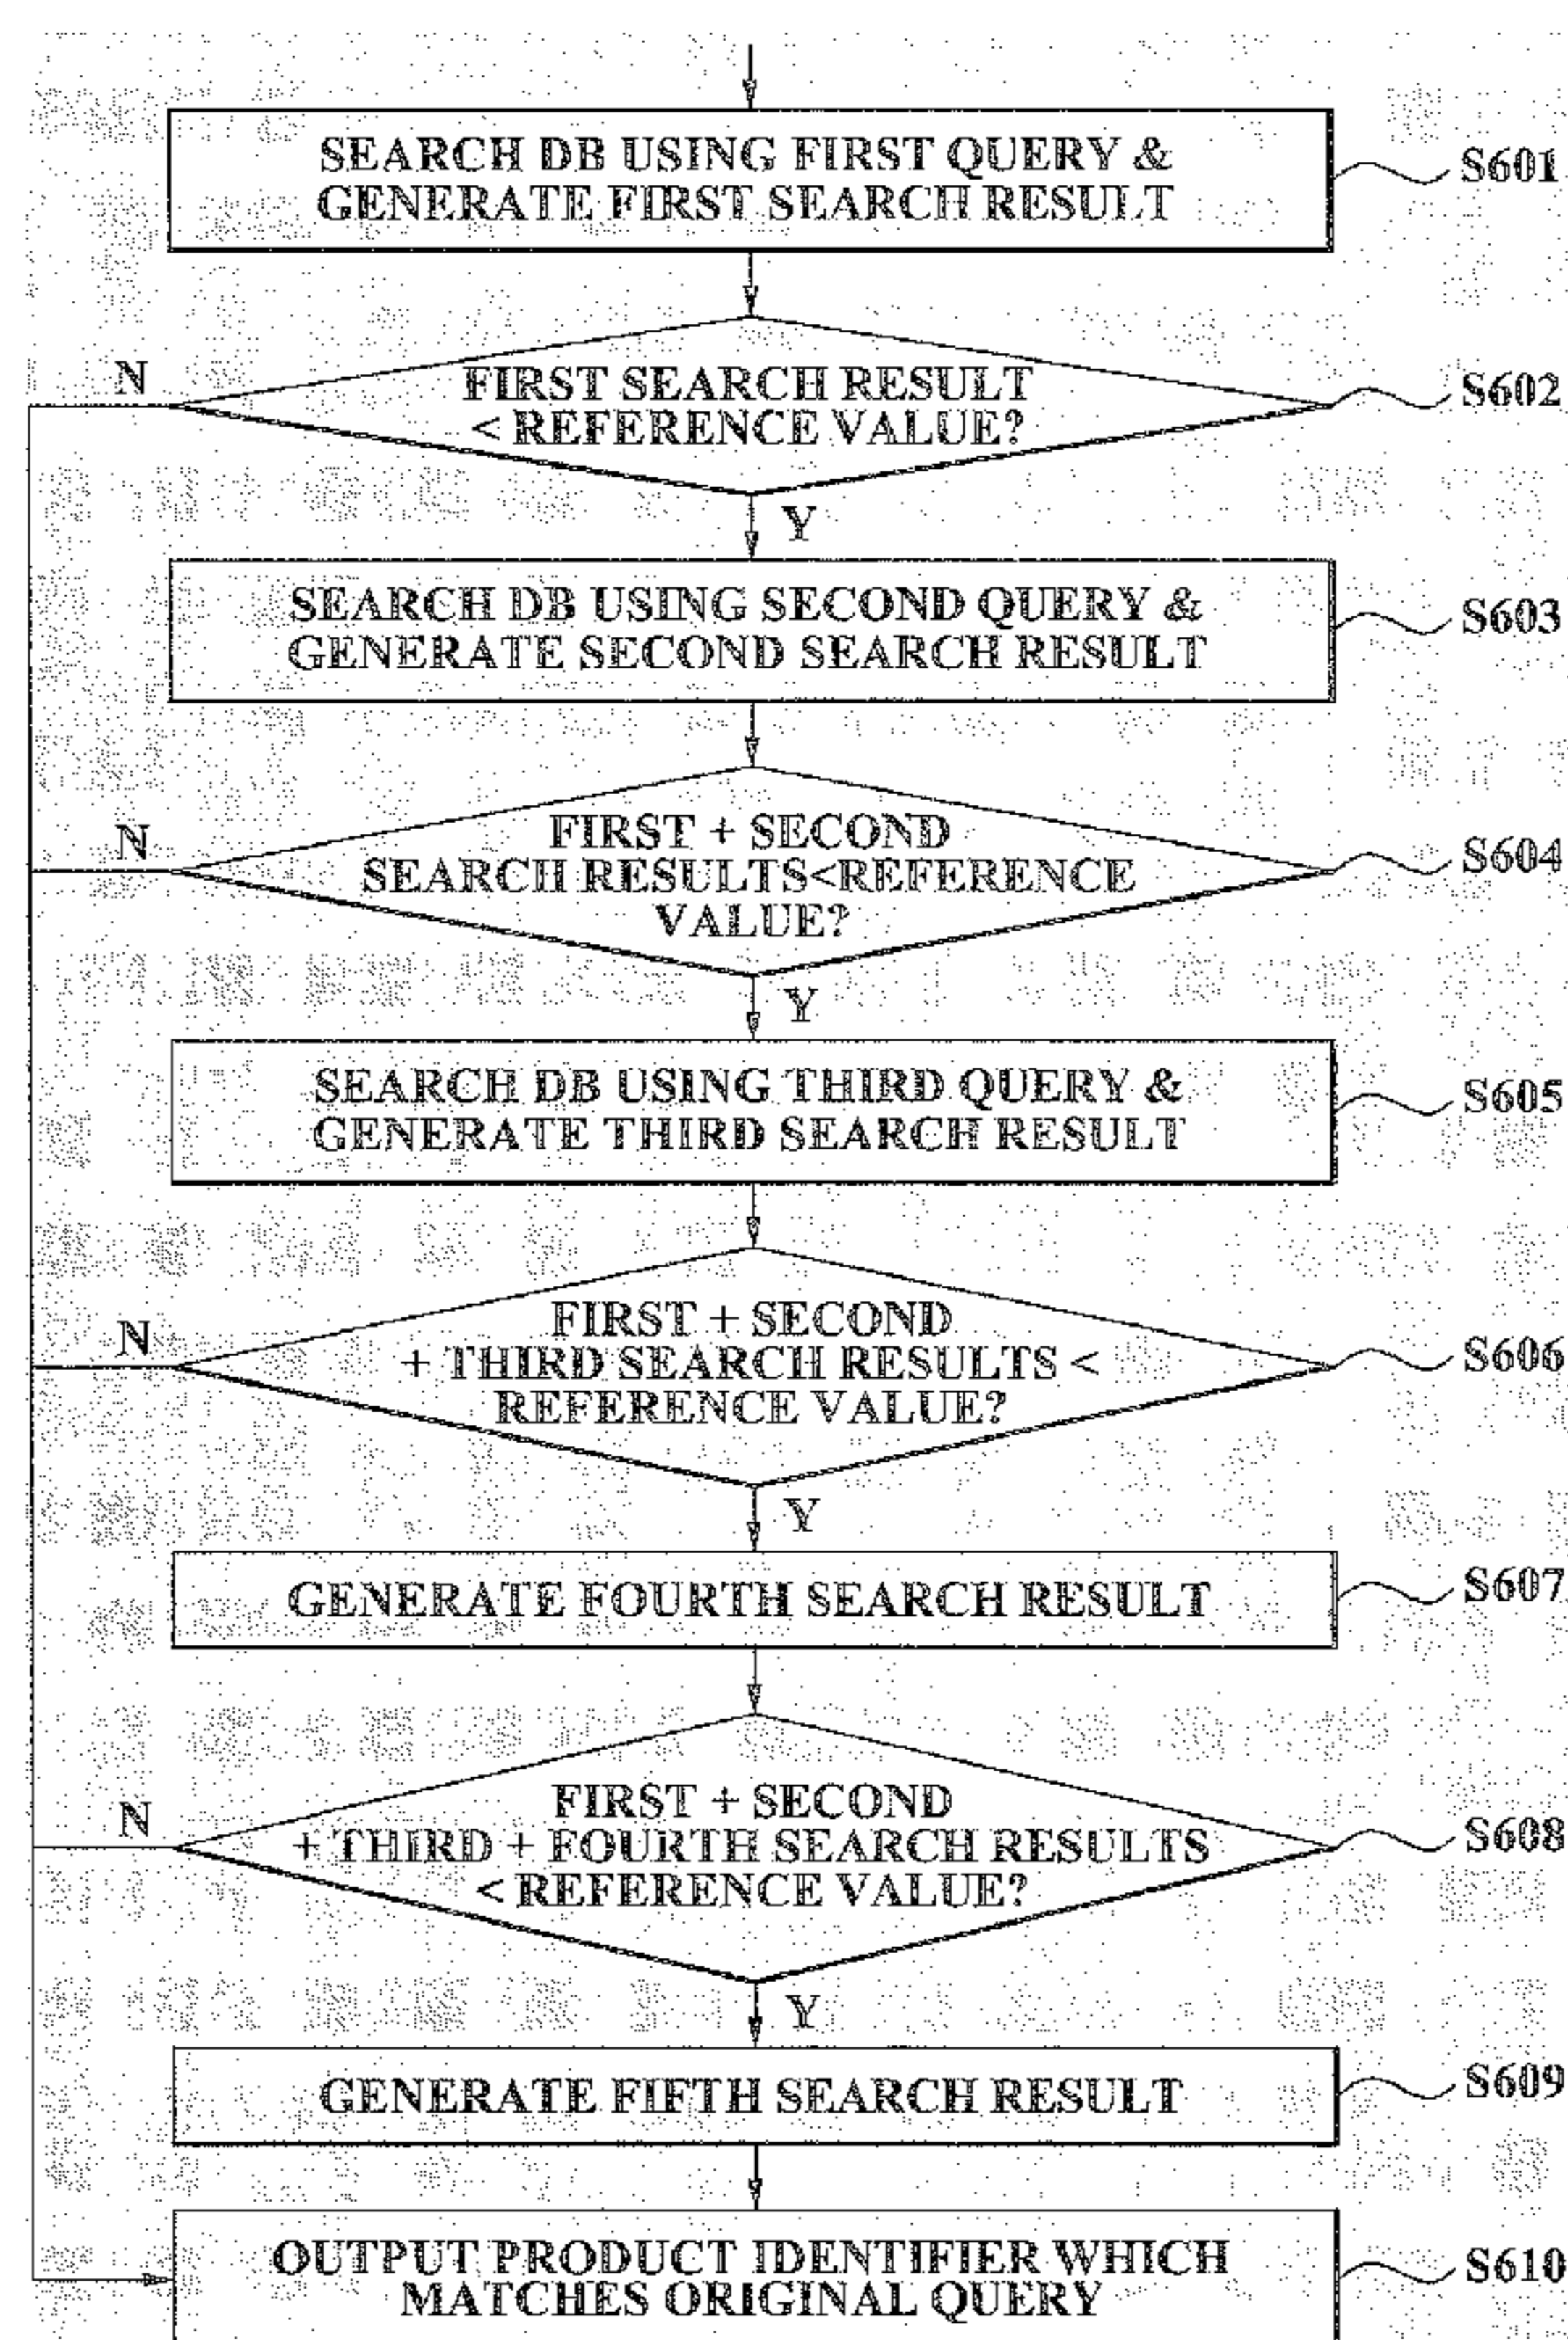 SEARCH DB USING FIRST QUERY &
GENERATE FIRST SEARCH RESULT
S601
FIRST SEARCH RESULT
< REFERENCE VALUE?
S602
N
Y
SEARCH DB USING SECOND QUERY &
GENERATE SECOND SEARCH RESULT
S603
FIRST + SECOND
SEARCH RESULTS<REFERENCE
VALUE?
S604
N
Y
SEARCH DB USING THIRD QUERY &
GENERATE THIRD SEARCH RESULT
S605
FIRST + SECOND
+ THIRD SEARCH RESULTS <
REFERENCE VALUE?
S606
N
Y
GENERATE FOURTH SEARCH RESULT
S607
FIRST + SECOND
+ THIRD + FOURTH SEARCH RESULTS
< REFERENCE VALUE?
S608
N
Y
GENERATE FIFTH SEARCH RESULT
S609
OUTPUT PRODUCT IDENTIFIER WHICH
MATCHES ORIGINAL QUERY
S610